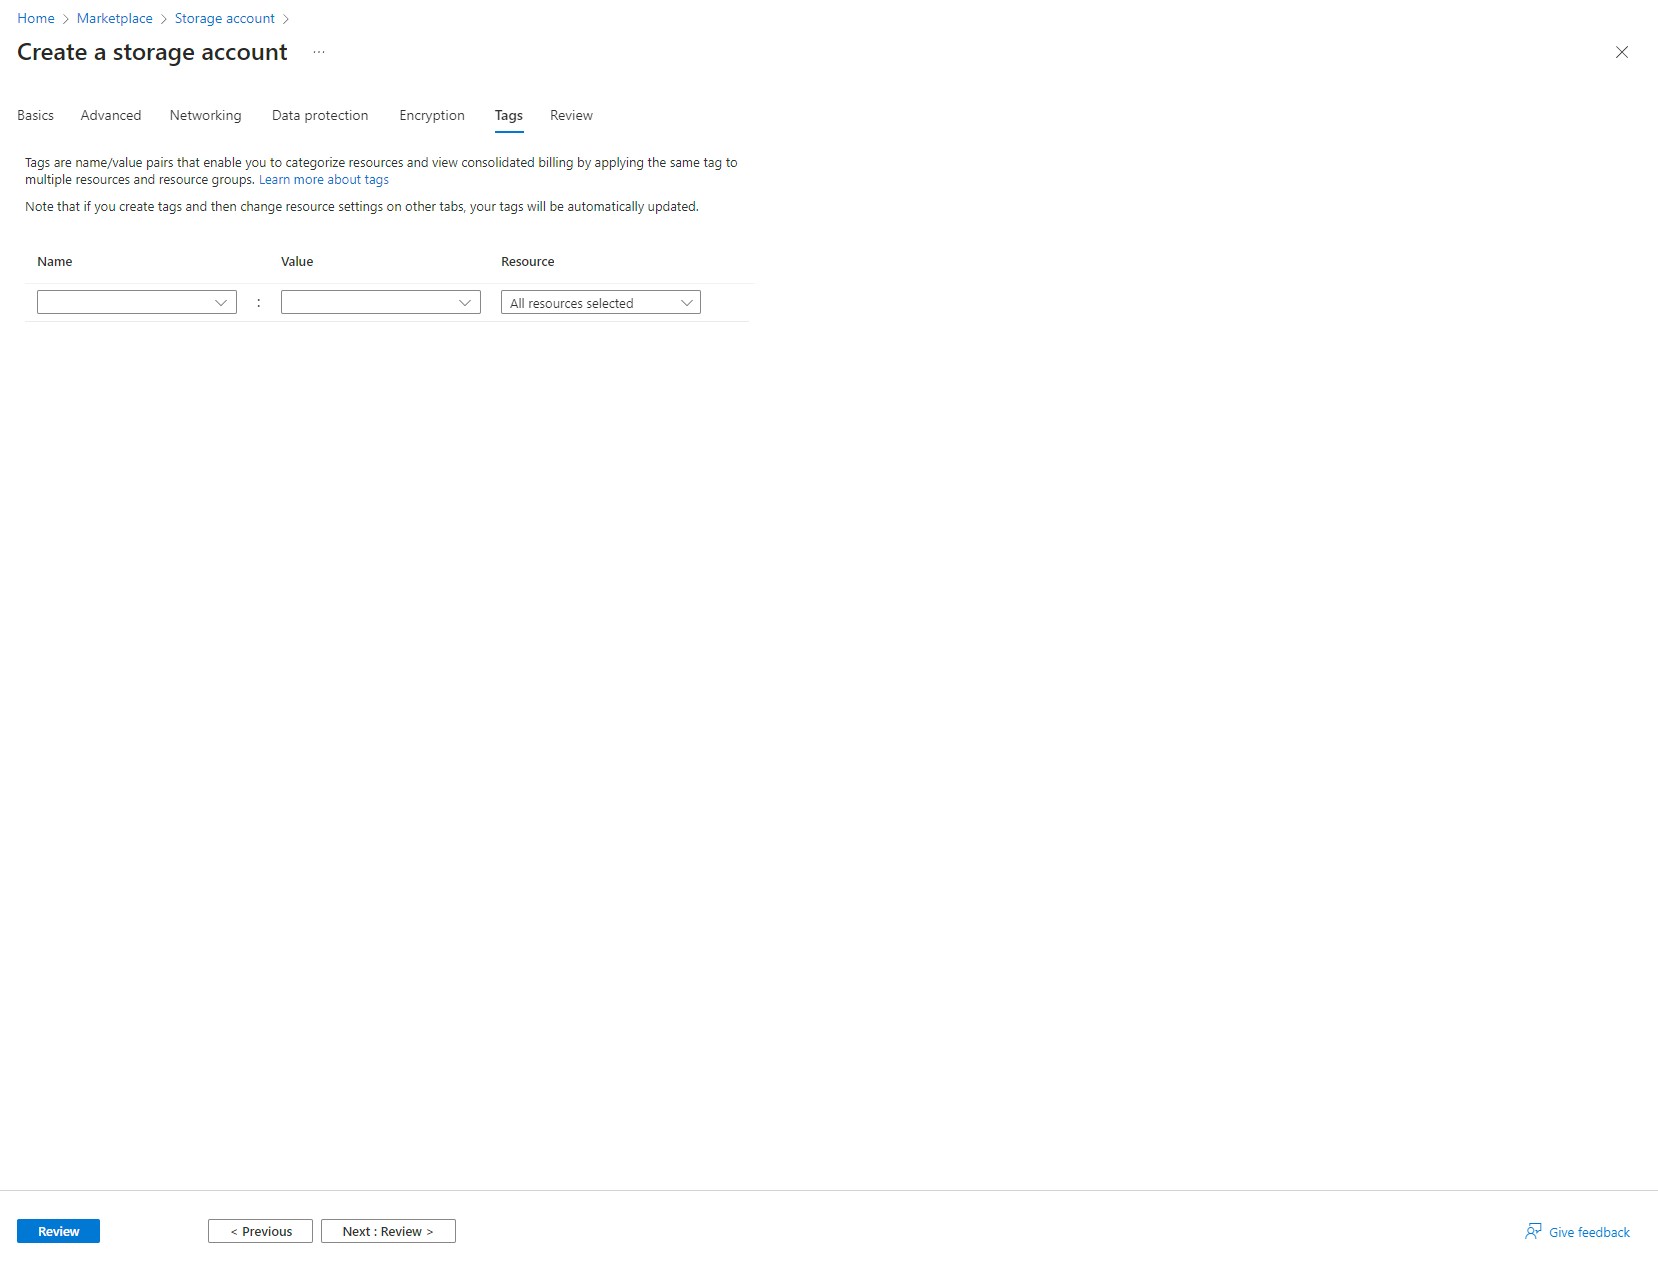 Home > Marketplace > Storage account >
Create a storage account ...
Basics Advanced Networking Data protection Encryption Tags Review
Tags are name/value pairs that enable you to categorize resources and view consolidated billing by applying the same tag to
multiple resources and resource groups. Learn more about tags
Note that if you create tags and then change resource settings on other tabs, your tags will be automatically updated.
Name Value Resource
: All resources selected
Review < Previous Next : Review > Give feedback